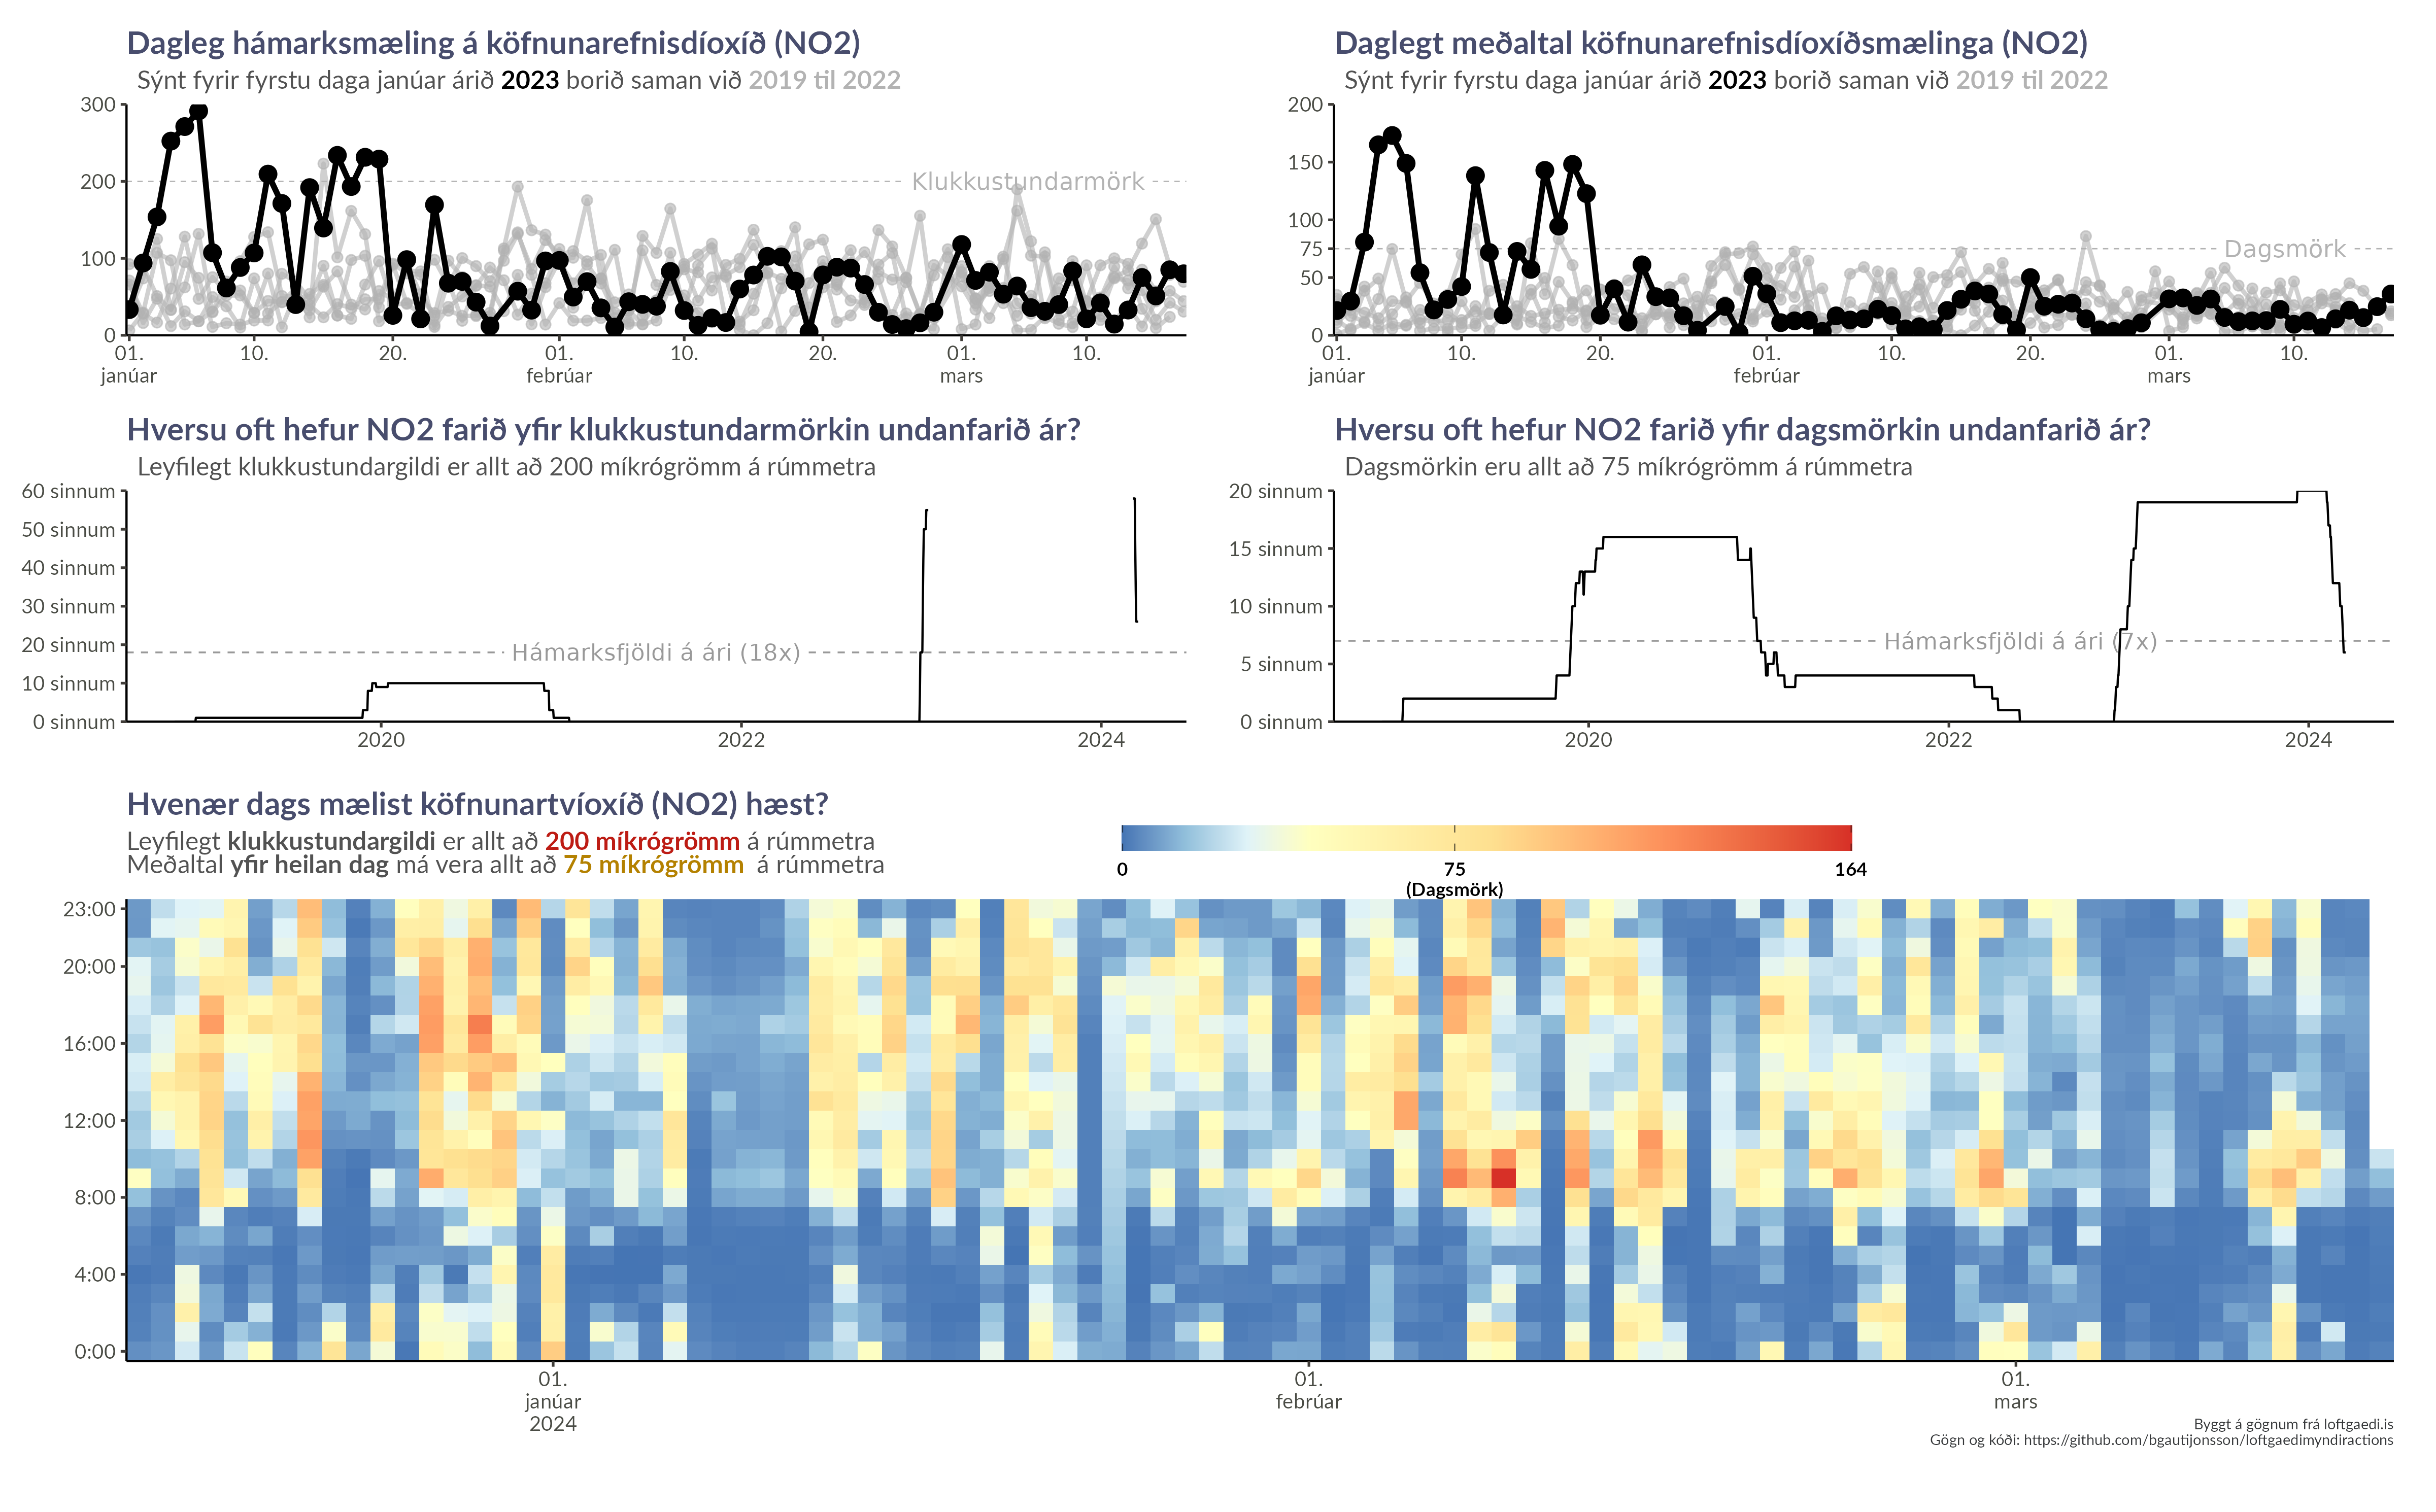 Dagleg hámarksmæling á köfnunarefnisdíoxíð (NO2)
Sýnt fyrir fyrstu daga janúar árið 2023 borið saman við 2019 til 2022
300
200
100
0
Klukkustundarmörk
01.
janúar
10.
20.
01.
febrúar
10.
20.
01.
mars
10.
Daglegt meðaltal köfnunarefnisdíoxíðsmælinga (NO2)
Sýnt fyrir fyrstu daga janúar árið 2023 borið saman við 2019 til 2022
200
150
100
75
50
0
Dagsmörk
01.
janúar
10.
20.
01.
febrúar
10.
20.
01.
mars
10.
Hversu oft hefur NO2 farið yfir klukkustundarmörkin undanfarið ár?
Leyfilegt klukkustundargildi er allt að 200 míkrógrömm á rúmmetra
60 sinnum
50 sinnum
40 sinnum
30 sinnum
20 sinnum
10 sinnum
0 sinnum
Hámarksfjöldi á ári (18x)
2020
2022
2024
Hversu oft hefur NO2 farið yfir dagsmörkin undanfarið ár?
Dagsmörkin eru allt að 75 míkrógrömm á rúmmetra
20 sinnum
15 sinnum
10 sinnum
5 sinnum
0 sinnum
Hámarksfjöldi á ári (7x)
2020
2022
2024
Hvenær dags mælist köfnunartvíoxíð (NO2) hæst?
Leyfilegt klukkustundargildi er allt að 200 míkrógrömm á rúmmetra
Meðaltal yfir heilan dag má vera allt að 75 míkrógrömm á rúmmetra
0
75
(Dagsmörk)
164
23:00
20:00
16:00
12:00
8:00
4:00
0:00
01.
janúar
2024
01.
febrúar
01.
mars
Byggt á gögnum frá loftgaedi.is
Gögn og kóði: https://github.com/bgautijonsson/loftgaedimyndiractions